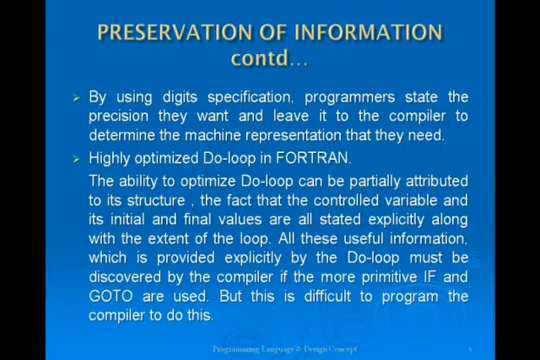 PRESERVATION OF INFORMATION
contd...
By using digits specification, programmers state the
precision they want and leave it to the compiler to
determine the machine representation that they need.
Highly optimized Do-loop in FORTRAN.
The ability to optimize Do-loop can be partially attributed
to its structure , the fact that the controlled variable and
its initial and final values are all stated explicitly along
with the extent of the loop. All these useful information,
which is provided explicitly by the Do-loop must be
discovered by the compiler if the more primitive IF and
GOTO are used. But this is difficult to program the
compiler to do this.
Programming Language & Design Concept